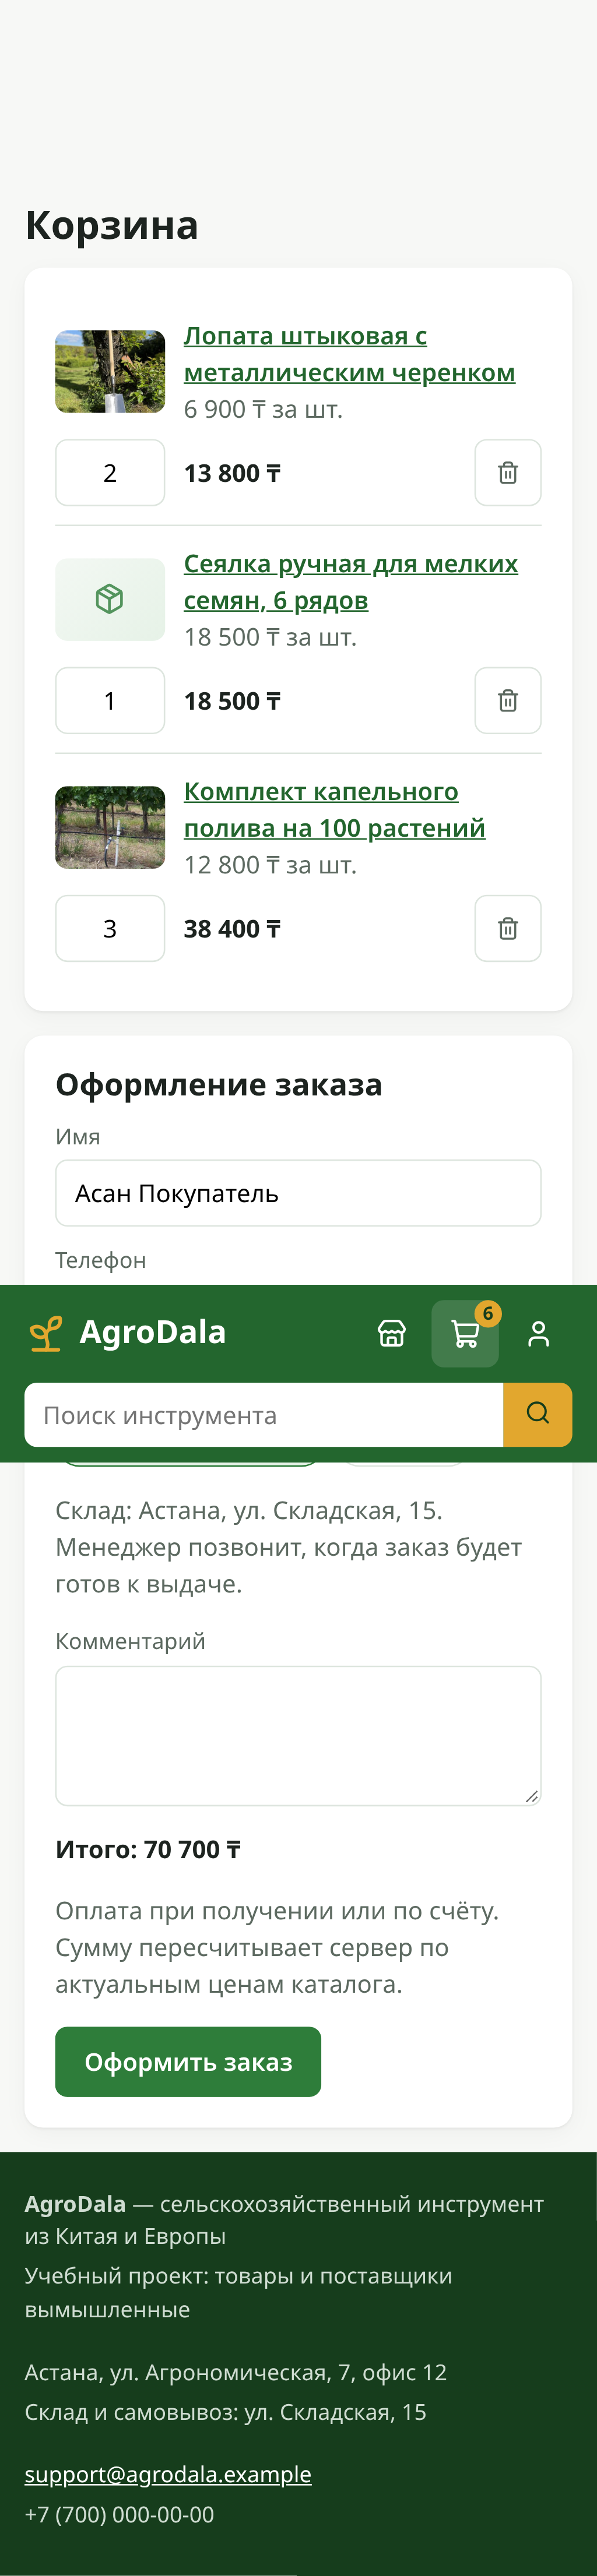 Корзина
Лопата штыковая с
металлическим черенком
6 900 ₸ за шт.
2
13 800 ₸
Сеялка ручная для мелких
семян, 6 рядов
18 500 ₸ за шт.
1
18 500 ₸
Комплект капельного
полива на 100 растений
12 800 ₸ за шт.
3
38 400 ₸
Оформление заказа
Имя
Асан Покупатель
Телефон
AgroDala
6
Поиск инструмента
Склад: Астана, ул. Складская, 15.
Менеджер позвонит, когда заказ будет
готов к выдаче.
Комментарий
Итого: 70 700 ₸
Оплата при получении или по счёту.
Сумму пересчитывает сервер по
актуальным ценам каталога.
Оформить заказ
AgroDala — сельскохозяйственный инструмент
из Китая и Европы
Учебный проект: товары и поставщики
вымышленные
Астана, ул. Агрономическая, 7, офис 12
Склад и самовывоз: ул. Складская, 15
support@agrodala.example
+7 (700) 000-00-00